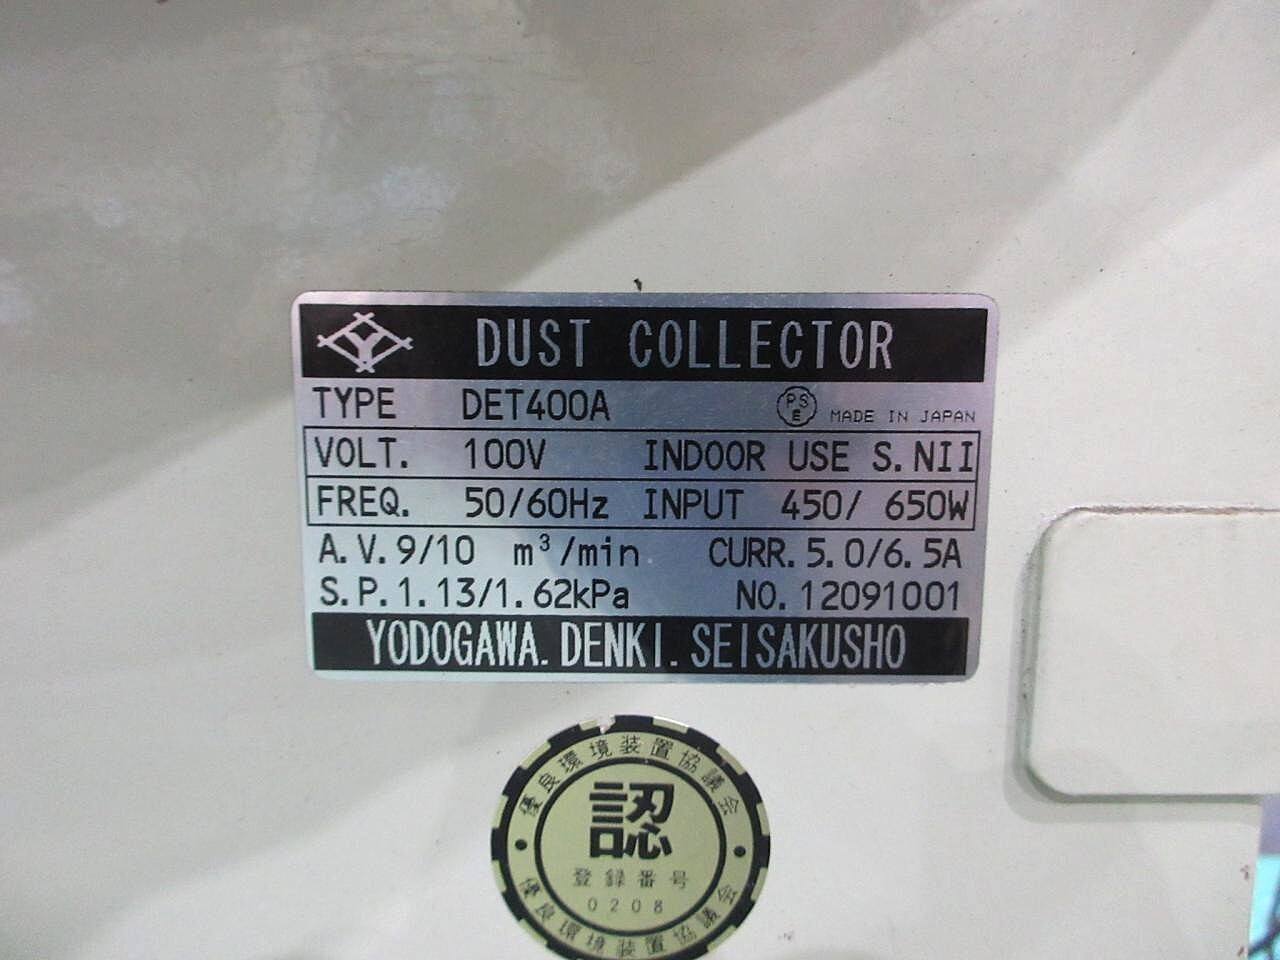 DUST COLLECTOR
TYPE DET400A PSE MADE IN JAPAN
VOLT. 100V INDOOR USE S.NII
FREQ. 50/60Hz INPUT 450/ 650W
A.V.9/10 m³/min CURR.5.0/6.5A
S.P.1.13/1.62kPa NO.12091001
YODOGAWA.DENKI.SEISAKUSHO
優良環境装置協議会
認
登録番号
0208
優良環境装置協議会